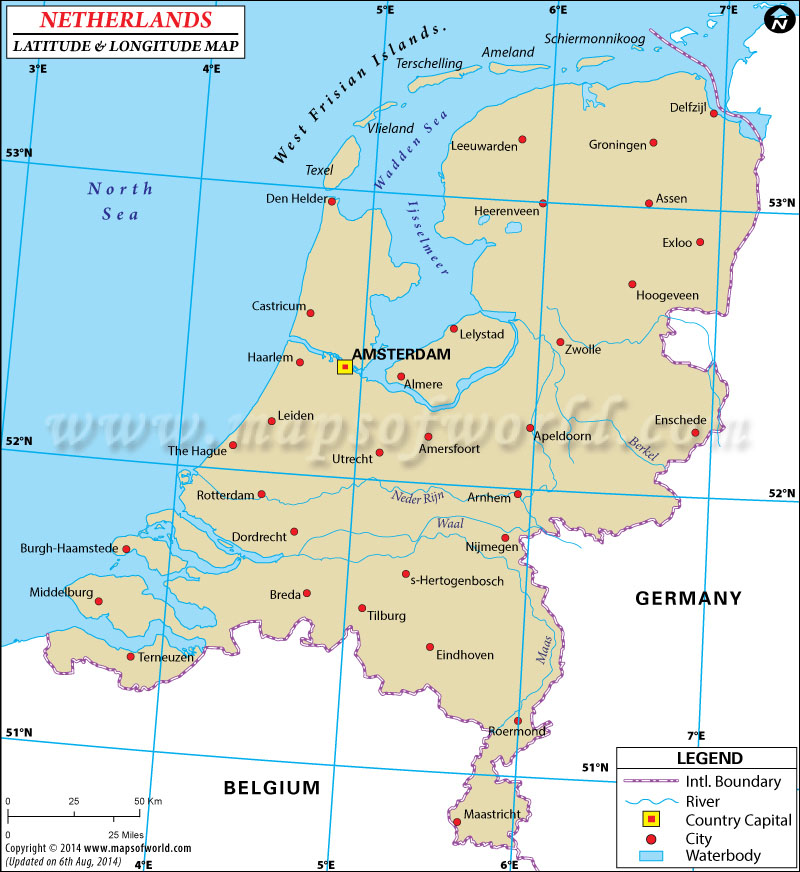 NETHERLANDS
LATITUDE & LONGITUDE MAP
N
3°E
4°E
5°E
6°E
7°E
West Frisian Islands.
Schiermonnikoog
Ameland
Terschelling
Vlieland
Texel
Wadden Sea
Delfzijl
Leeuwarden
Groningen
53°N
North
Sea
Den Helder
Ijsselmeer
Heerenveen
Assen
53°N
Exloo
Hoogeveen
Castricum
Lelystad
Zwolle
Haarlem
AMSTERDAM
Almere
Leiden
Enschede
www.mapsofworld.com
52°N
The Hague
Utrecht
Amersfoort
Apeldoorn
Berkel
Rotterdam
Neder Rijn
Arnhem
52°N
Dordrecht
Waal
Nijmegen
Burgh-Haamstede
s-Hertogenbosch
Middelburg
Breda
Tilburg
GERMANY
Terneuzen
Eindhoven
Maas
51°N
Roermond
7°E
51°N
BELGIUM
Maastricht
LEGEND
Intl. Boundary
River
Country Capital
City
Waterbody
0 25 50 Km
0 25 Miles
Copyright © 2014 www.mapsofworld.com
(Updated on 6th Aug, 2014)
4°E
5°E
6°E